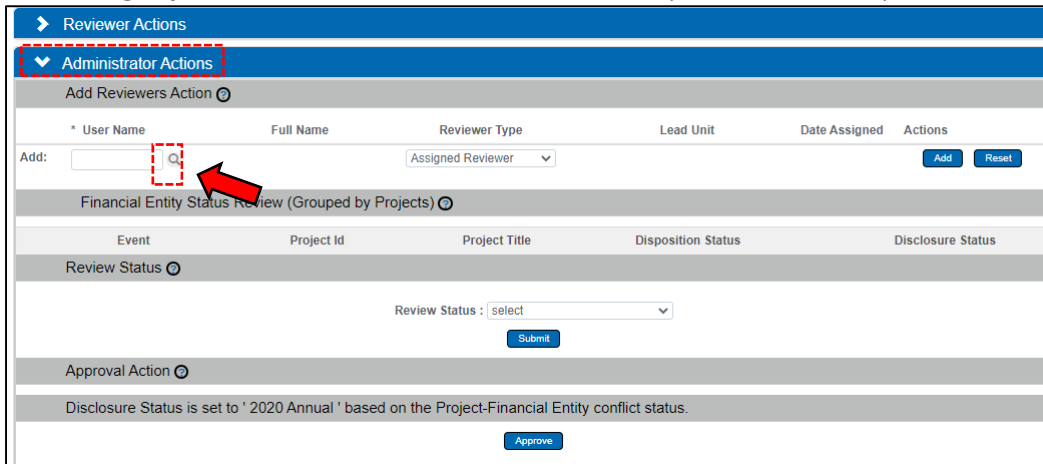 Reviewer Actions
Administrator Actions
Add Reviewers Action ?
* User Name Full Name Reviewer Type Lead Unit Date Assigned Actions
Add: Assigned Reviewer Add Reset
Financial Entity Status Review (Grouped by Projects) ?
Event Project Id Project Title Disposition Status Disclosure Status
Review Status ?
Review Status : select
Submit
Approval Action ?
Disclosure Status is set to ' 2020 Annual ' based on the Project-Financial Entity conflict status.
Approve